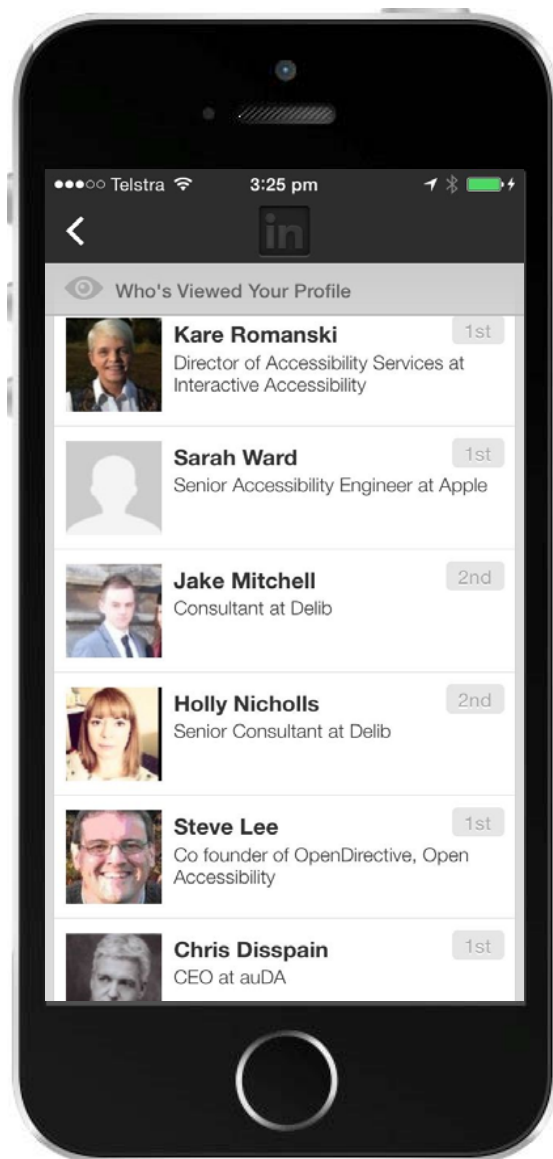 Telstra 3:25 pm
in
Who's Viewed Your Profile
Kare Romanski 1st
Director of Accessibility Services at
Interactive Accessibility
Sarah Ward 1st
Senior Accessibility Engineer at Apple
Jake Mitchell 2nd
Consultant at Delib
Holly Nicholls 2nd
Senior Consultant at Delib
Steve Lee 1st
Co founder of OpenDirective, Open
Accessibility
Chris Disspain 1st
CEO at auDA